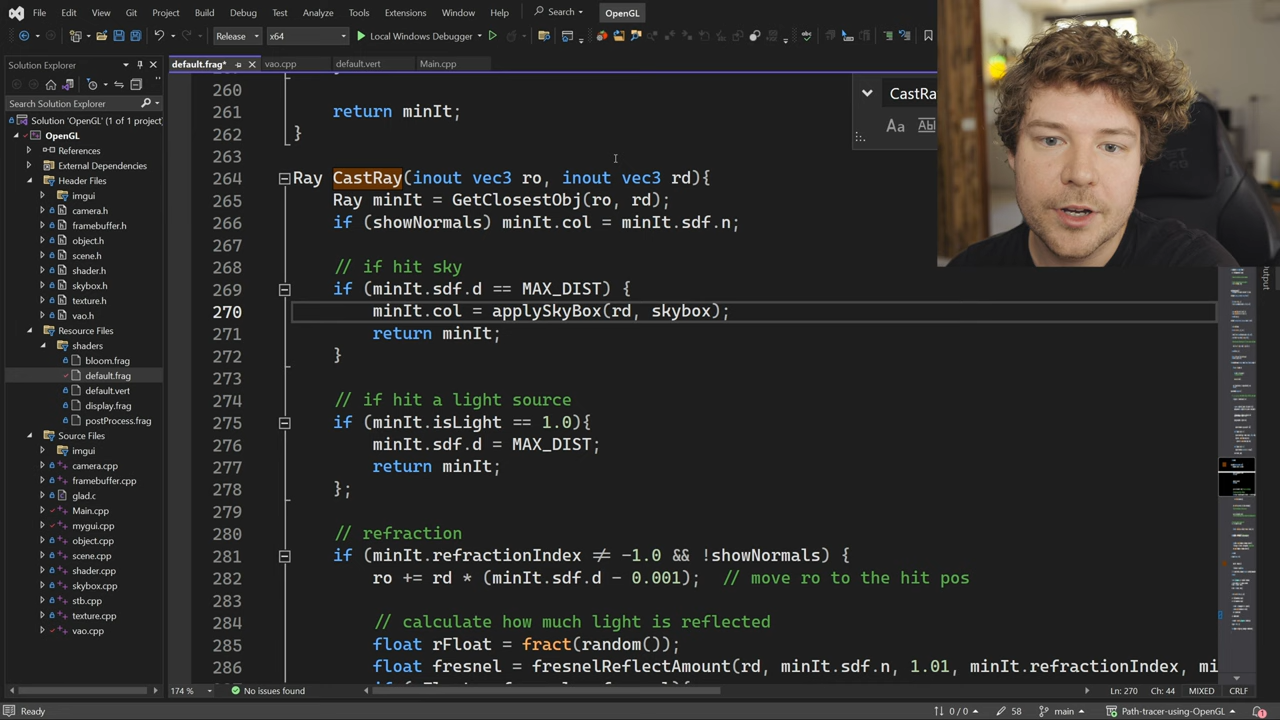 File Edit View Git Project Build Debug Test Analyze Tools Extensions Window Help Search OpenGL
Release x64 Local Windows Debugger
Solution Explorer
Search Solution Explorer
Solution 'OpenGL' (1 of 1 project)
OpenGL
References
External Dependencies
Header Files
imgui
camera.h
framebuffer.h
object.h
scene.h
shader.h
skybox.h
texture.h
vao.h
Resource Files
shaders
bloom.frag
default.frag
default.vert
display.frag
postProcess.frag
Source Files
imgui
camera.cpp
framebuffer.cpp
glad.c
Main.cpp
mygui.cpp
object.cpp
scene.cpp
shader.cpp
skybox.cpp
stb.cpp
texture.cpp
vao.cpp
default.frag* vao.cpp default.vert Main.cpp
CastRa
Aa Abl
260
261 return minIt;
262 }
263
264 Ray CastRay(inout vec3 ro, inout vec3 rd){
265 Ray minIt = GetClosestObj(ro, rd);
266 if (showNormals) minIt.col = minIt.sdf.n;
267
268 // if hit sky
269 if (minIt.sdf.d == MAX_DIST) {
270 minIt.col = applySkyBox(rd, skybox);
271 return minIt;
272 }
273
274 // if hit a light source
275 if (minIt.isLight == 1.0){
276 minIt.sdf.d = MAX_DIST;
277 return minIt;
278 };
279
280 // refraction
281 if (minIt.refractionIndex ≠ -1.0 && !showNormals) {
282 ro += rd * (minIt.sdf.d - 0.001); // move ro to the hit pos
283
284 // calculate how much light is reflected
285 float rFloat = fract(random());
286 float fresnel = fresnelReflectAmount(rd, minIt.sdf.n, 1.01, minIt.refractionIndex, mi
Output
174 % No issues found Ln: 270 Ch: 44 MIXED CRLF
Ready 0 / 0 58 main Path-tracer-using-OpenGL 1